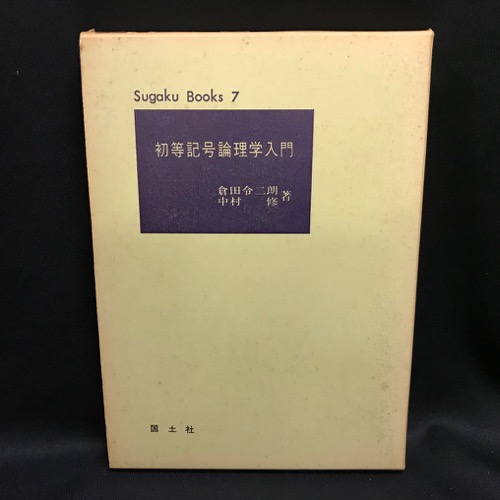 Sugaku Books 7
初等記号論理学入門
倉田令二朗
中村 修
著
国土社